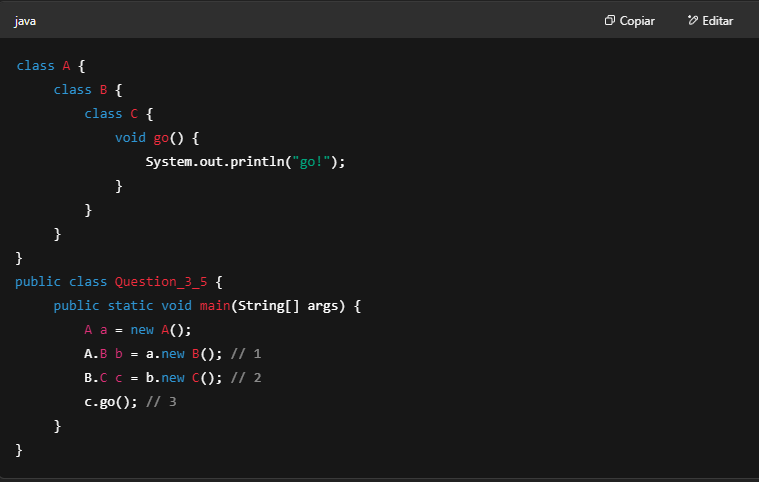 java Copiar Editar
class A {
class B {
class C {
void go() {
System.out.println("go!");
}
}
}
}
public class Question_3_5 {
public static void main(String[] args) {
A a = new A();
A.B b = a.new B(); // 1
B.C c = b.new C(); // 2
c.go(); // 3
}
}